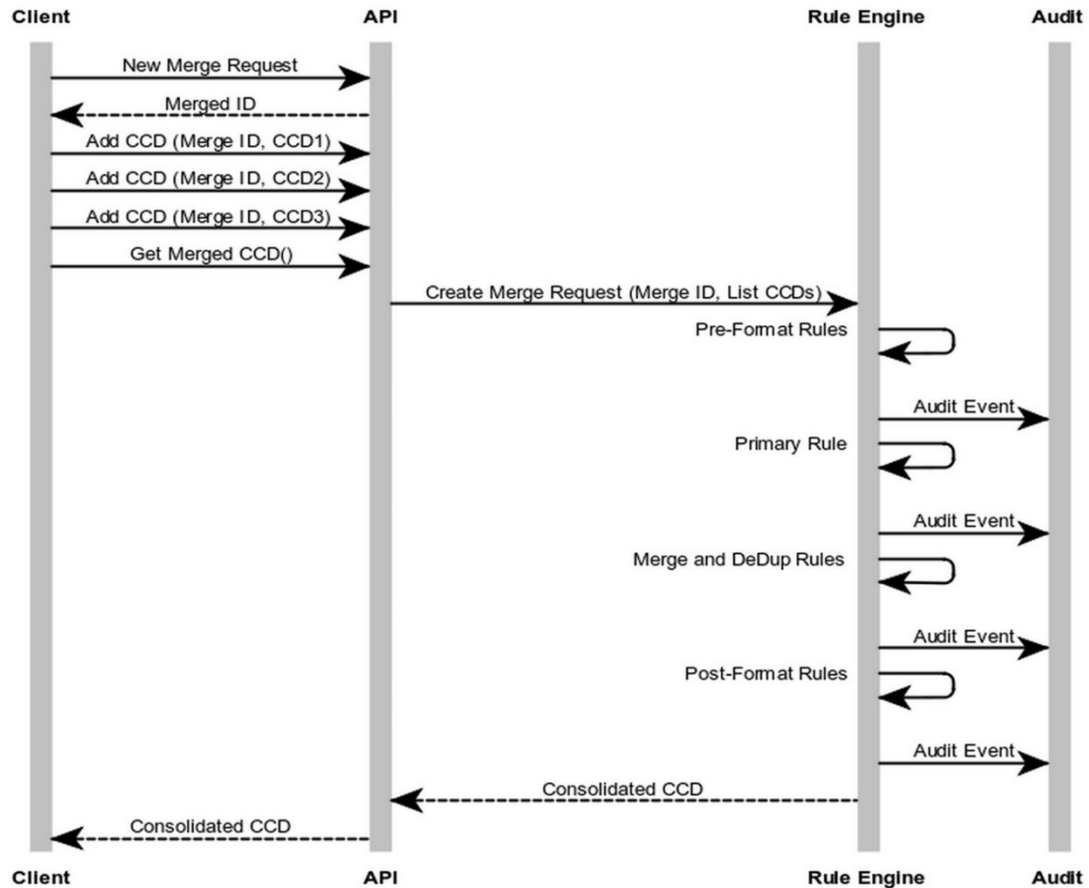 Client API Rule Engine Audit
New Merge Request
Merged ID
Add CCD (Merge ID, CCD1)
Add CCD (Merge ID, CCD2)
Add CCD (Merge ID, CCD3)
Get Merged CCD()
Create Merge Request (Merge ID, List CCDs)
Pre-Format Rules
Audit Event
Primary Rule
Audit Event
Merge and DeDup Rules
Audit Event
Post-Format Rules
Audit Event
Consolidated CCD
Consolidated CCD
Client API Rule Engine Audit